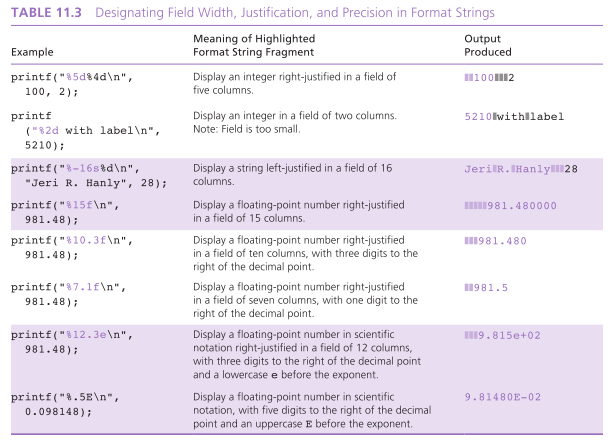 TABLE 11.3 Designating Field Width, Justification, and Precision in Format Strings
Example
Meaning of Highlighted
Format String Fragment
Output
Produced
printf("%5d%4d\n",
100, 2);
Display an integer right-justified in a field of
five columns.
▮▮100▮▮▮2
printf
("%2d with label\n",
5210);
Display an integer in a field of two columns.
Note: Field is too small.
5210▮with▮label
printf("%-16s%d\n",
"Jeri R. Hanly", 28);
Display a string left-justified in a field of 16
columns.
Jeri▮R.▮Hanly▮▮▮28
printf("%15f\n",
981.48);
Display a floating-point number right-justified
in a field of 15 columns.
▮▮▮▮▮981.480000
printf("%10.3f\n",
981.48);
Display a floating-point number right-justified
in a field of ten columns, with three digits to the
right of the decimal point.
▮▮▮981.480
printf("%7.1f\n",
981.48);
Display a floating-point number right-justified
in a field of seven columns, with one digit to the
right of the decimal point.
▮▮981.5
printf("%12.3e\n",
981.48);
Display a floating-point number in scientific
notation right-justified in a field of 12 columns,
with three digits to the right of the decimal point
and a lowercase e before the exponent.
▮▮▮9.815e+02
printf("%.5E\n",
0.098148);
Display a floating-point number in scientific
notation, with five digits to the right of the decimal
point and an uppercase E before the exponent.
9.81480E-02